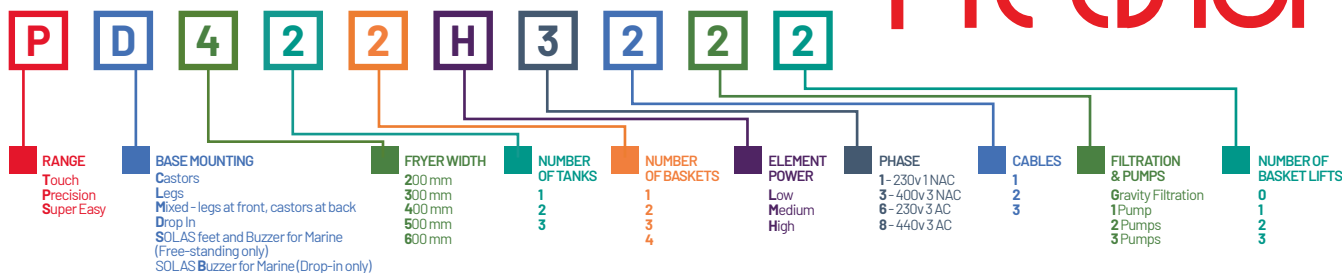 P D 4 2 2 H 3 2 2 2
RANGE
Touch
Precision
Super Easy
BASE MOUNTING
Castors
Legs
Mixed - legs at front, castors at back
Drop In
SOLAS feet and Buzzer for Marine
(Free-standing only)
SOLAS Buzzer for Marine (Drop-in only)
FRYER WIDTH
200 mm
300 mm
400 mm
500 mm
600 mm
NUMBER
OF TANKS
1
2
3
NUMBER
OF BASKETS
1
2
3
4
ELEMENT
POWER
Low
Medium
High
PHASE
1 - 230v 1 NAC
3 - 400v 3 NAC
6 - 230v 3 AC
8 - 440v 3 AC
CABLES
1
2
3
FILTRATION
& PUMPS
Gravity Filtration
1 Pump
2 Pumps
3 Pumps
NUMBER OF
BASKET LIFTS
0
1
2
3